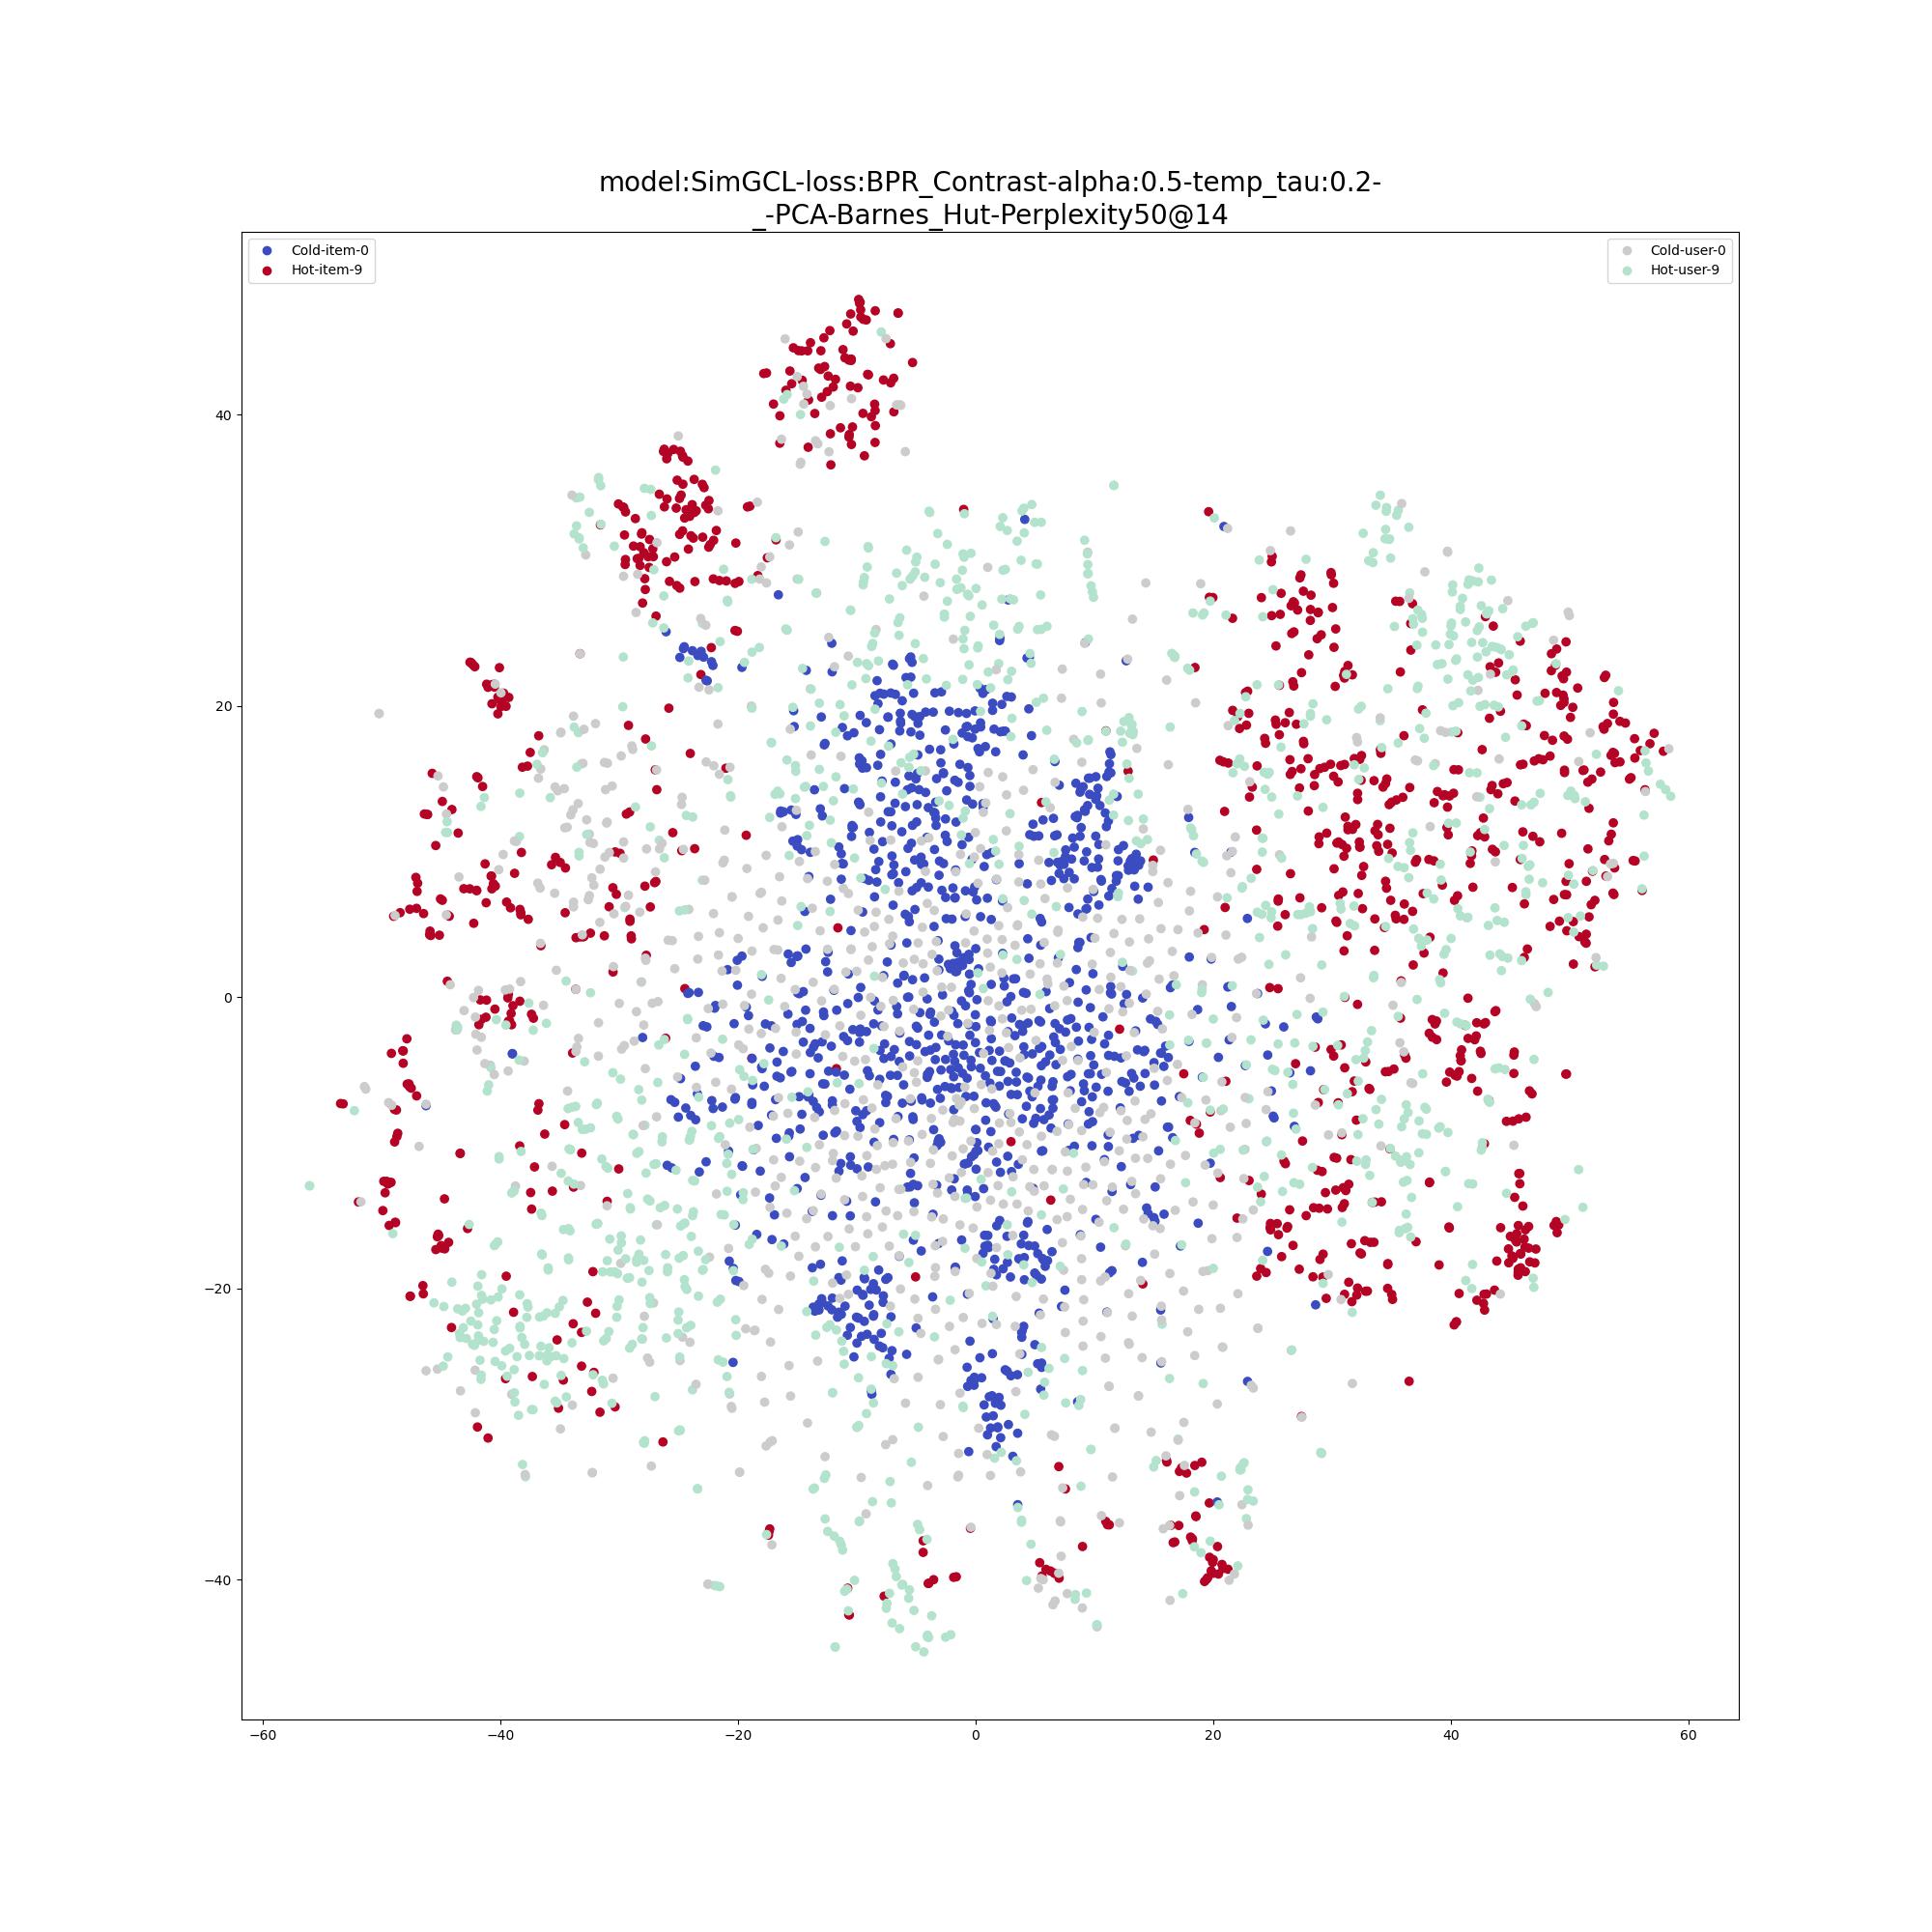 model:SimGCL-loss:BPR_Contrast-alpha:0.5-temp_tau:0.2-
_-PCA-Barnes_Hut-Perplexity50@14
Cold-item-0
Hot-item-9
Cold-user-0
Hot-user-9
40
20
0
−20
−40
−60
−40
−20
0
20
40
60